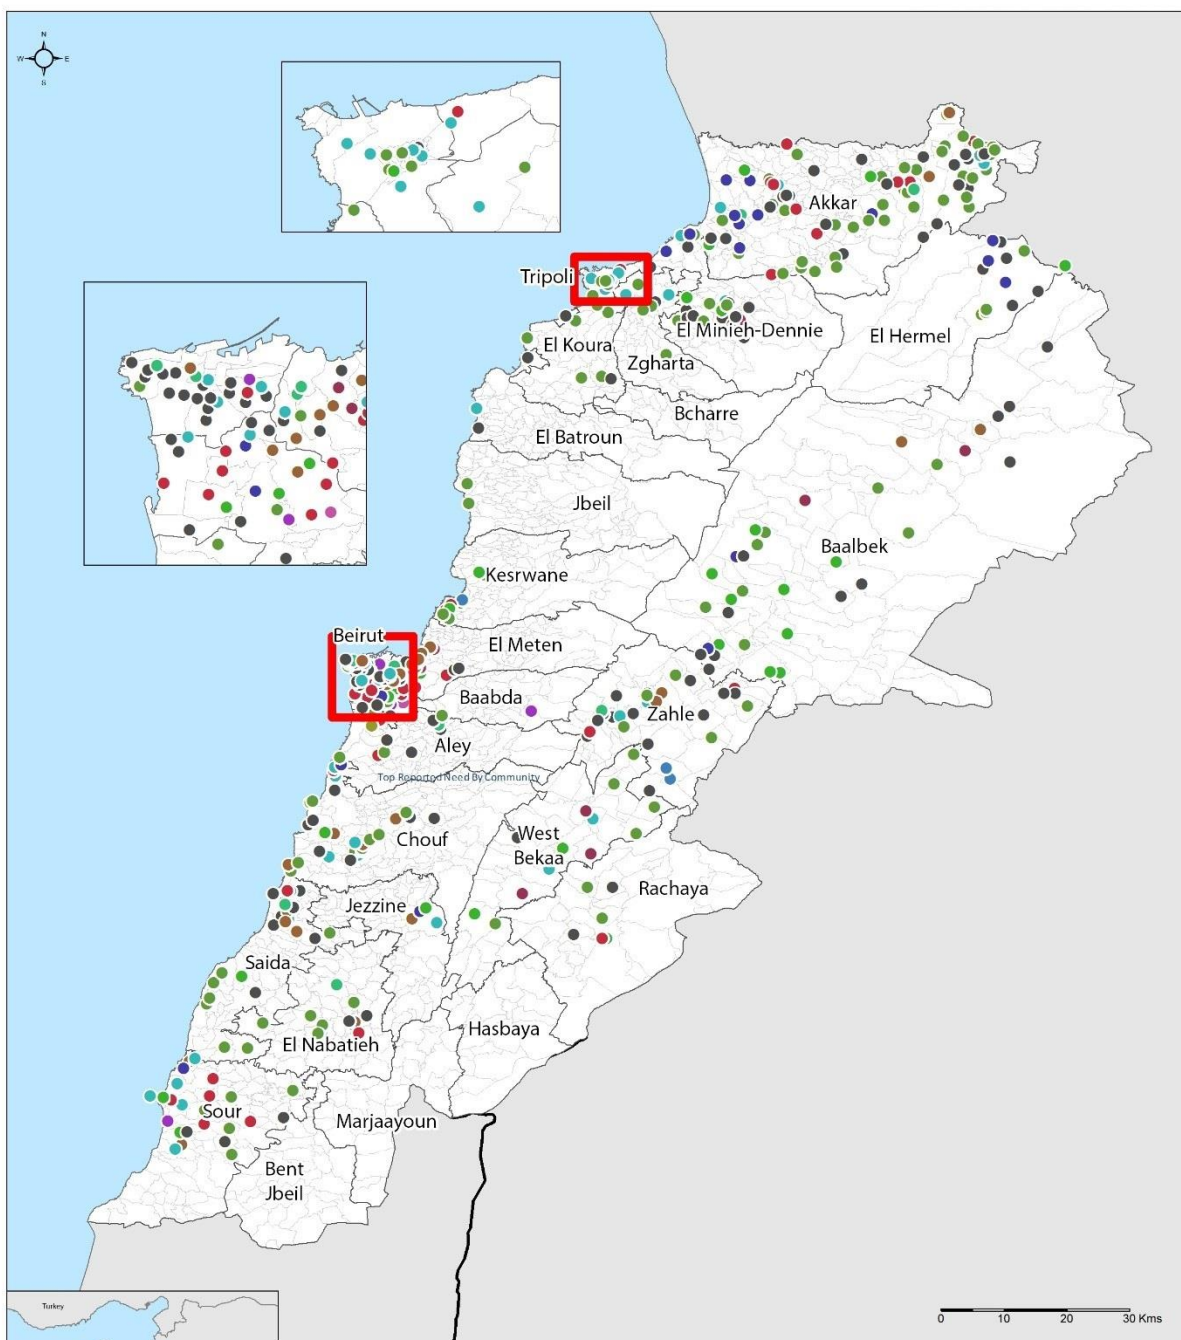 N
W E
S
Akkar
Tripoli
El Minieh-Dennie
El Hermel
El Koura
Zgharta
Bcharre
El Batroun
Jbeil
Baalbek
Kesrwane
Beirut
El Meten
Baabda
Zahle
Aley
Top Reported Need By Community
Chouf
West
Bekaa
Rachaya
Jezzine
Saida
Hasbaya
El Nabatieh
Sour
Marjaayoun
Bent
Jbeil
Turkey
0 10 20 30 Kms